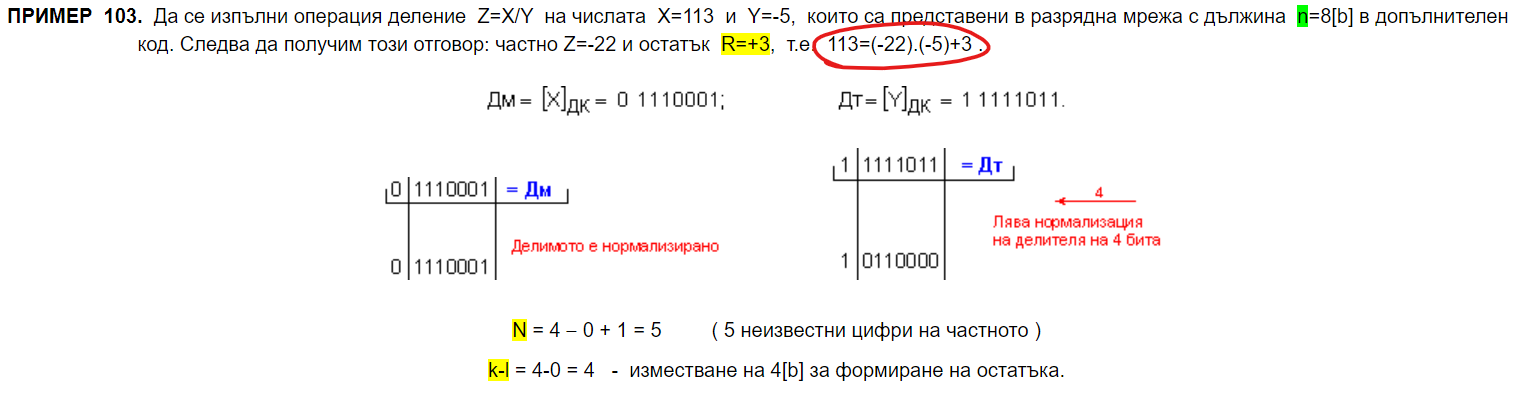 ПРИМЕР 103. Да се изпълни операция деление Z=X/Y на числата X=113 и Y=-5, които са представени в разрядна мрежа с дължина n=8[b] в допълнителен
код. Следва да получим този отговор: частно Z=-22 и остатък R=+3, т.е. 113=(-22).(-5)+3 .
Дм = [X]ДК = 0 1110001; Дт = [Y]ДК = 1 1111011.
0 1110001 = Дм
Делимото е нормализирано
0 1110001
1 1111011 = Дт
4
Лява нормализация
на делителя на 4 бита
1 0110000
N = 4 – 0 + 1 = 5 ( 5 неизвестни цифри на частното )
k-l = 4-0 = 4 - изместване на 4[b] за формиране на остатъка.